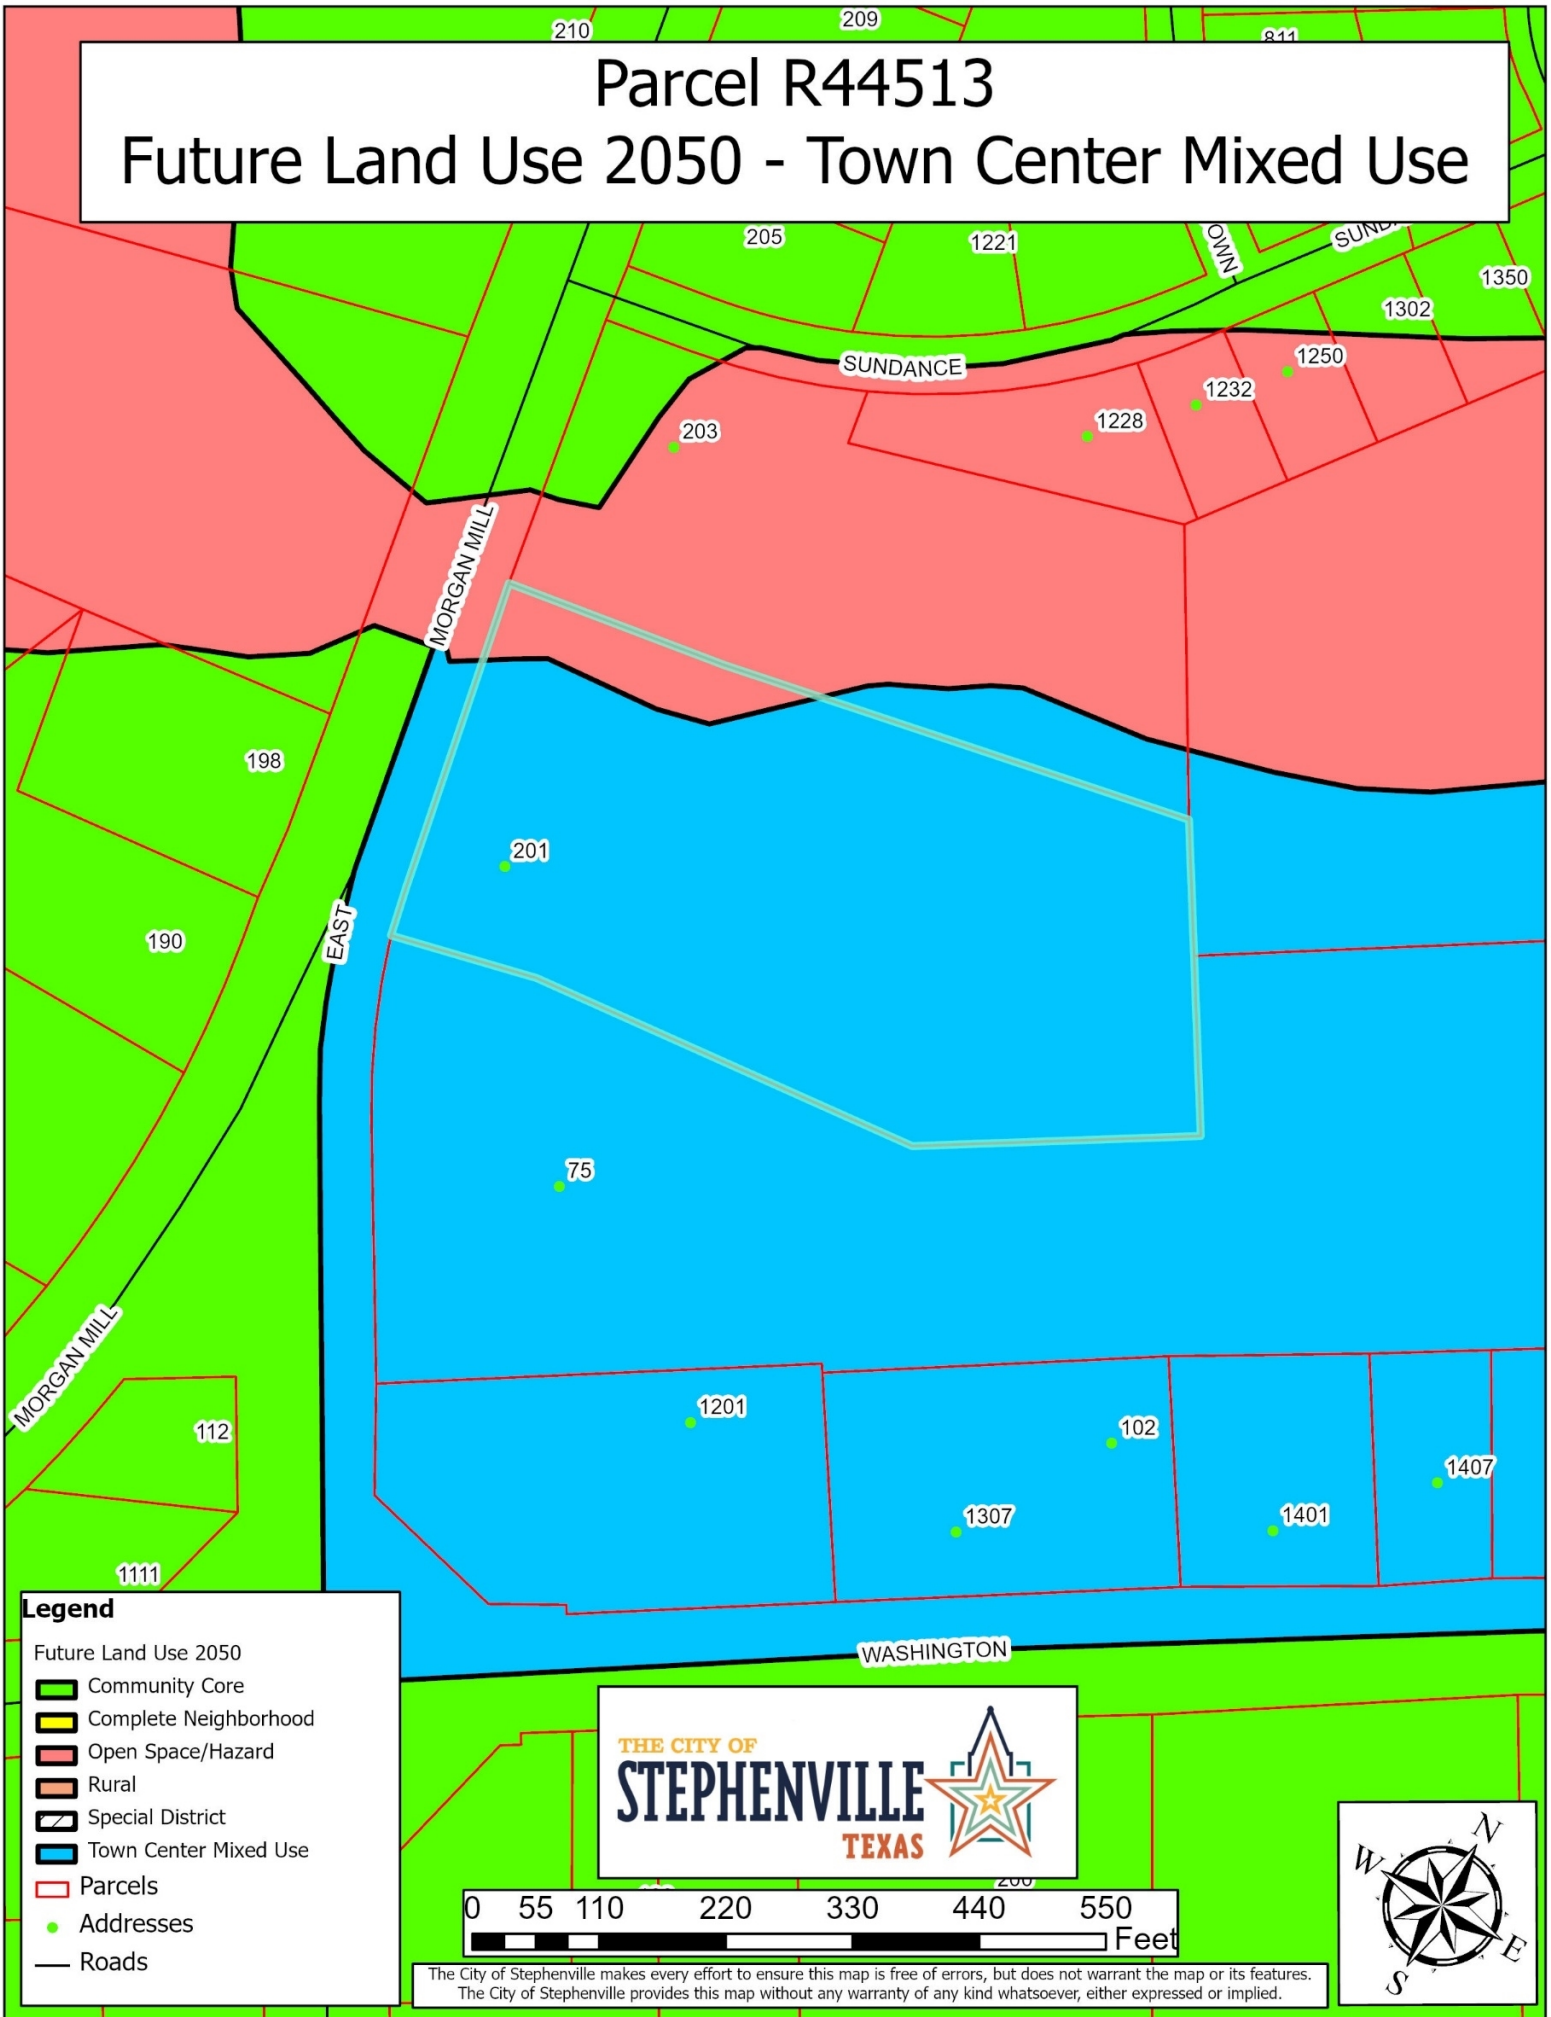 210
209
Parcel R44513
Future Land Use 2050 - Town Center Mixed Use
205
1221
OWN
1350
1302
SUNDANCE
1250
1232
1228
203
MORGAN MILL
198
201
EAST
190
75
MORGAN MILL
112
1201
102
1407
1307
1401
1111
WASHINGTON
Legend
Future Land Use 2050
Community Core
Complete Neighborhood
Open Space/Hazard
Rural
Special District
Town Center Mixed Use
Parcels
Addresses
Roads
THE CITY OF
STEPHENVILLE
TEXAS
0 55 110 220 330 440 550
Feet
The City of Stephenville makes every effort to ensure this map is free of errors, but does not warrant the map or its features.
The City of Stephenville provides this map without any warranty of any kind whatsoever, either expressed or implied.
N
W
E
S